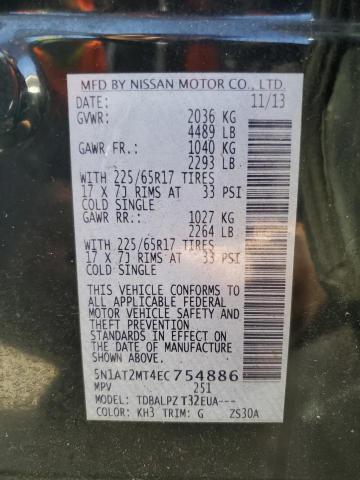 MFD BY NISSAN MOTOR CO., LTD.
DATE: 11/13
GVWR: 2036 KG
4489 LB
GAWR FR.: 1040 KG
2293 LB
WITH 225/65R17 TIRES
17 X 7J RIMS AT 33 PSI
COLD SINGLE
GAWR RR.: 1027 KG
2264 LB
WITH 225/65R17 TIRES
17 X 7J RIMS AT 33 PSI
COLD SINGLE
THIS VEHICLE CONFORMS TO
ALL APPLICABLE FEDERAL
MOTOR VEHICLE SAFETY
AND THEFT PREVENTION
STANDARDS IN EFFECT ON
THE DATE OF MANUFACTURE
SHOWN ABOVE.
5N1AT2MT4EC754886
MPV 251
MODEL: TDBALPZ T32EUA---
COLOR: KH3 TRIM: G ZS30A